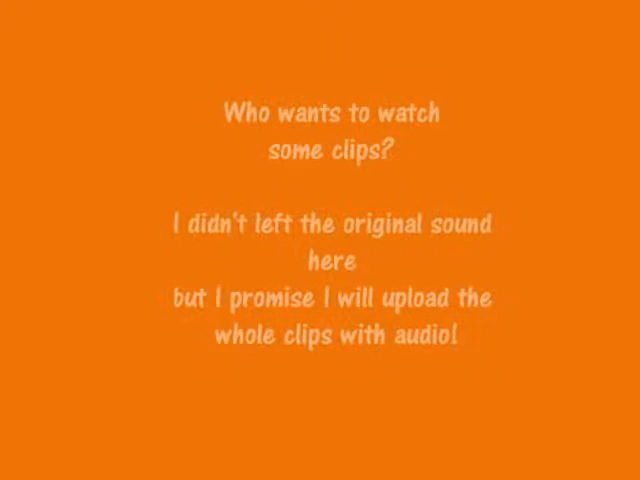 Who wants to watch
some clips?
I didn't left the original sound
here
but I promise I will upload the
whole clips with audio!